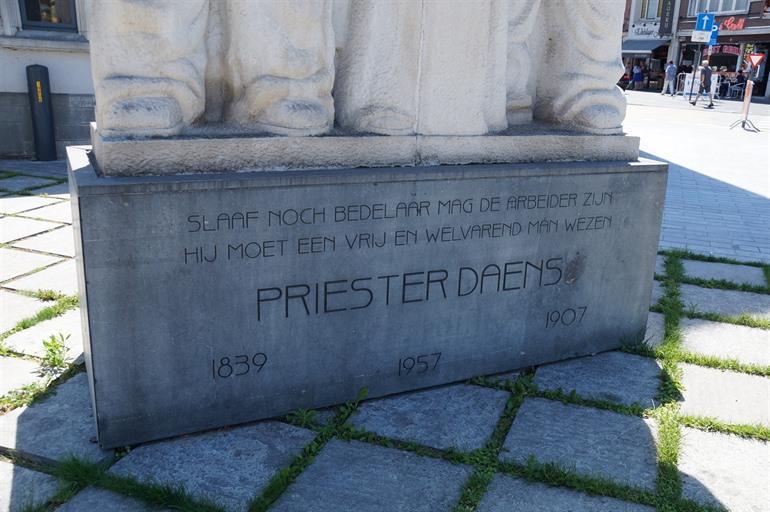 SLAAF NOCH BEDELAAR MAG DE ARBEIDER ZIJN
HIJ MOET EEN VRIJ EN WELVAREND MAN WEZEN
PRIESTER DAENS
1839
1957
1907